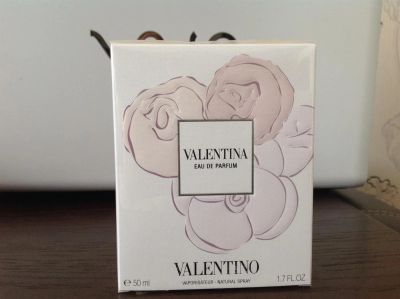 VALENTINA
EAU DE PARFUM
VALENTINO
℮ 50 ml
VAPORISATEUR - NATURAL SPRAY
1.7 FL.OZ